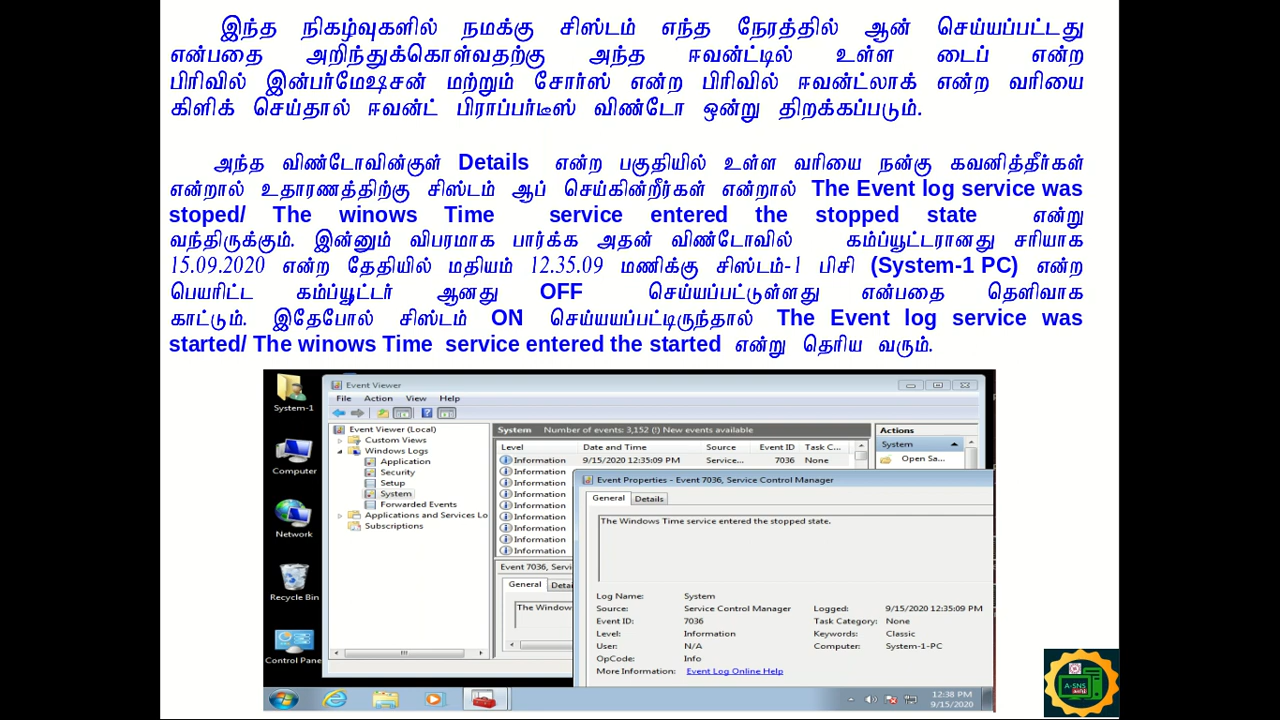 இந்த நிகழ்வுகளில் நமக்கு சிஸ்டம் எந்த நேரத்தில் ஆன் செய்யப்பட்டது
என்பதை அறிந்துக்கொள்வதற்கு அந்த ஈவன்ட்டில் உள்ள டைப் என்ற
பிரிவில் இன்பர்மேஷசன் மற்றும் சோர்ஸ் என்ற பிரிவில் ஈவன்ட்லாக் என்ற வரியை
கிளிக் செய்தால் ஈவன்ட் பிராப்பர்டீஸ் விண்டோ ஒன்று திறக்கப்படும்.
அந்த விண்டோவின்குள் Details என்ற பகுதியில் உள்ள வரியை நன்கு கவனித்தீர்கள்
என்றால் உதாரணத்திற்கு சிஸ்டம் ஆப் செய்கின்றீர்கள் என்றால் The Event log service was
stoped/ The winows Time service entered the stopped state என்று
வந்திருக்கும். இன்னும் விபரமாக பார்க்க அதன் விண்டோவில் கம்ப்யூட்டரானது சரியாக
15.09.2020 என்ற தேதியில் மதியம் 12.35.09 மணிக்கு சிஸ்டம்-1 பிசி (System-1 PC) என்ற
பெயரிட்ட கம்ப்யூட்டர் ஆனது OFF செய்யப்பட்டுள்ளது என்பதை தெளிவாக
காட்டும். இதேபோல் சிஸ்டம் ON செய்யயப்பட்டிருந்தால் The Event log service was
started/ The winows Time service entered the started என்று தெரிய வரும்.
System-1
Computer
Network
Recycle Bin
Control Pane
Event Viewer
File Action View Help
Event Viewer (Local)
Custom Views
Windows Logs
Application
Security
Setup
System
Forwarded Events
Applications and Services Lo
Subscriptions
System Number of events: 3,152 (!) New events available
Level Date and Time Source Event ID Task C...
Information 9/15/2020 12:35:09 PM Service... 7036 None
Information
Information
Information
Information
Information
Information
Information
Information
Actions
System
Open Sa...
Event 7036, Servi
General Detai
The Window
Event Properties - Event 7036, Service Control Manager
General Details
The Windows Time service entered the stopped state.
Log Name: System
Source: Service Control Manager Logged: 9/15/2020 12:35:09 PM
Event ID: 7036 Task Category: None
Level: Information Keywords: Classic
User: N/A Computer: System-1-PC
OpCode: Info
More Information: Event Log Online Help
12:38 PM
9/15/2020
A-SNS
தமிழ்